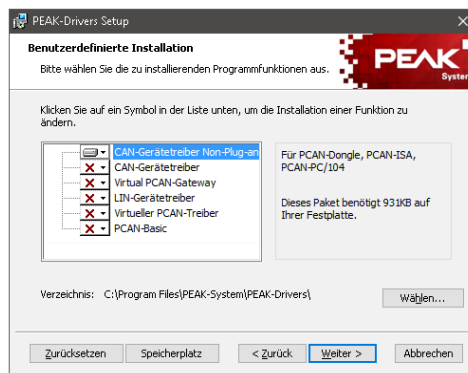 PEAK-Drivers Setup
Benutzerdefinierte Installation
Bitte wählen Sie die zu installierenden Programmfunktionen aus.
PEAK
System
Klicken Sie auf ein Symbol in der Liste unten, um die Installation einer Funktion zu
ändern.
CAN-Gerätetreiber Non-Plug-an
CAN-Gerätetreiber
Virtual PCAN-Gateway
LIN-Gerätetreiber
Virtueller PCAN-Treiber
PCAN-Basic
Für PCAN-Dongle, PCAN-ISA,
PCAN-PC/104
Dieses Paket benötigt 931KB auf
Ihrer Festplatte.
Verzeichnis: C:\Program Files\PEAK-System\PEAK-Drivers\
Wählen...
Zurücksetzen Speicherplatz < Zurück Weiter > Abbrechen